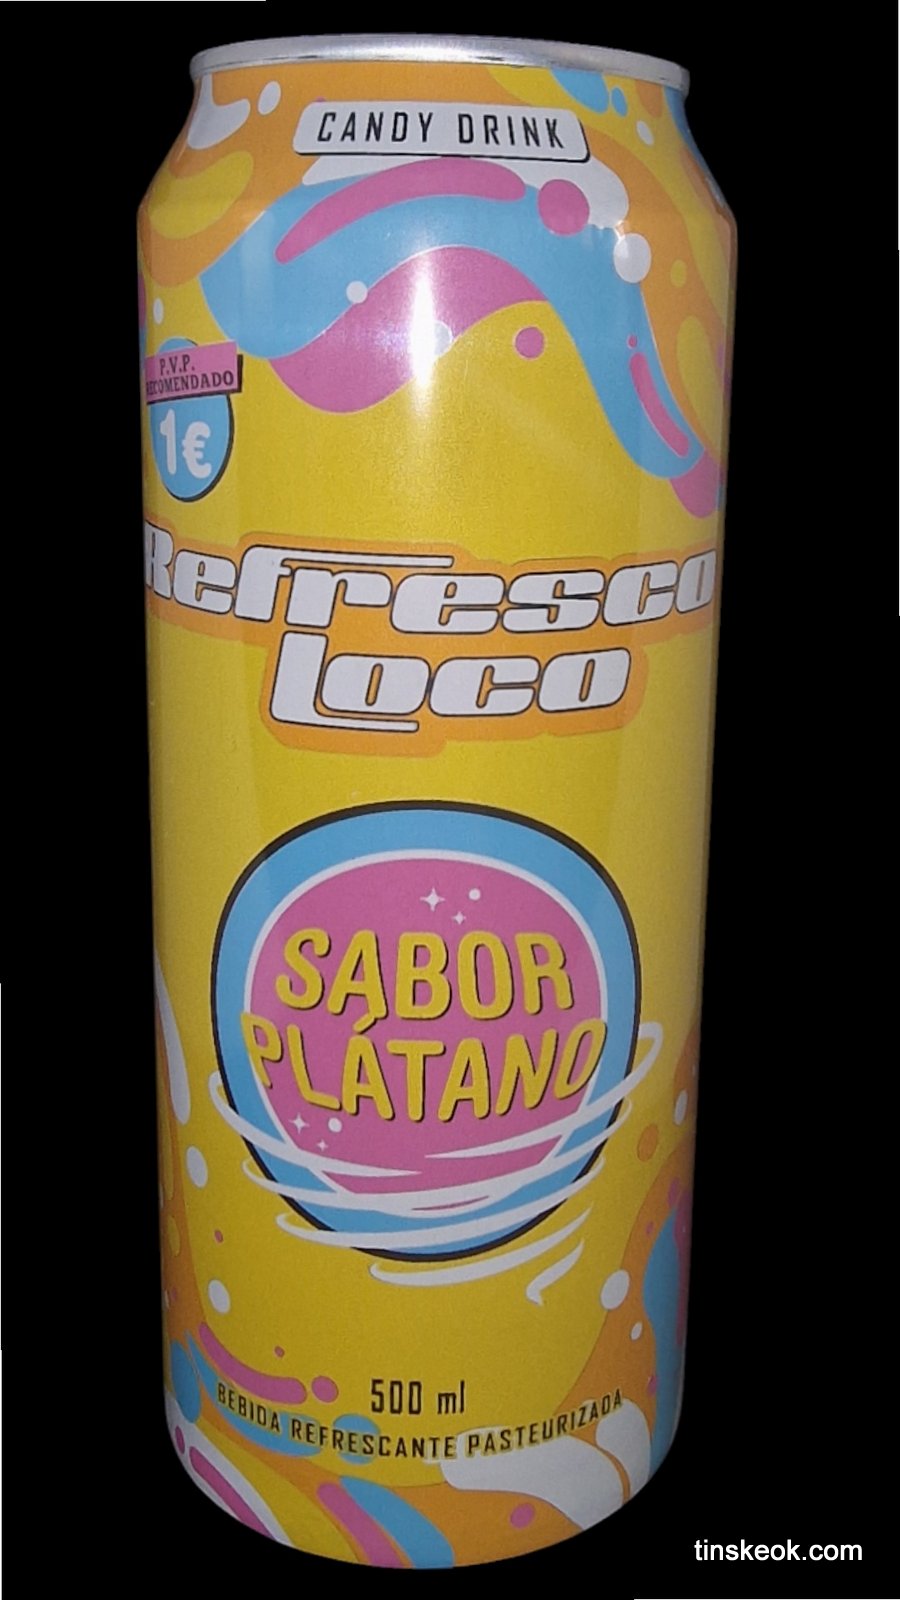 CANDY DRINK
P.V.P.
RECOMENDADO
1€
Refresco
Loco
SABOR
PLÁTANO
500 ml
BEBIDA REFRESCANTE PASTEURIZADA
tinskeok.com